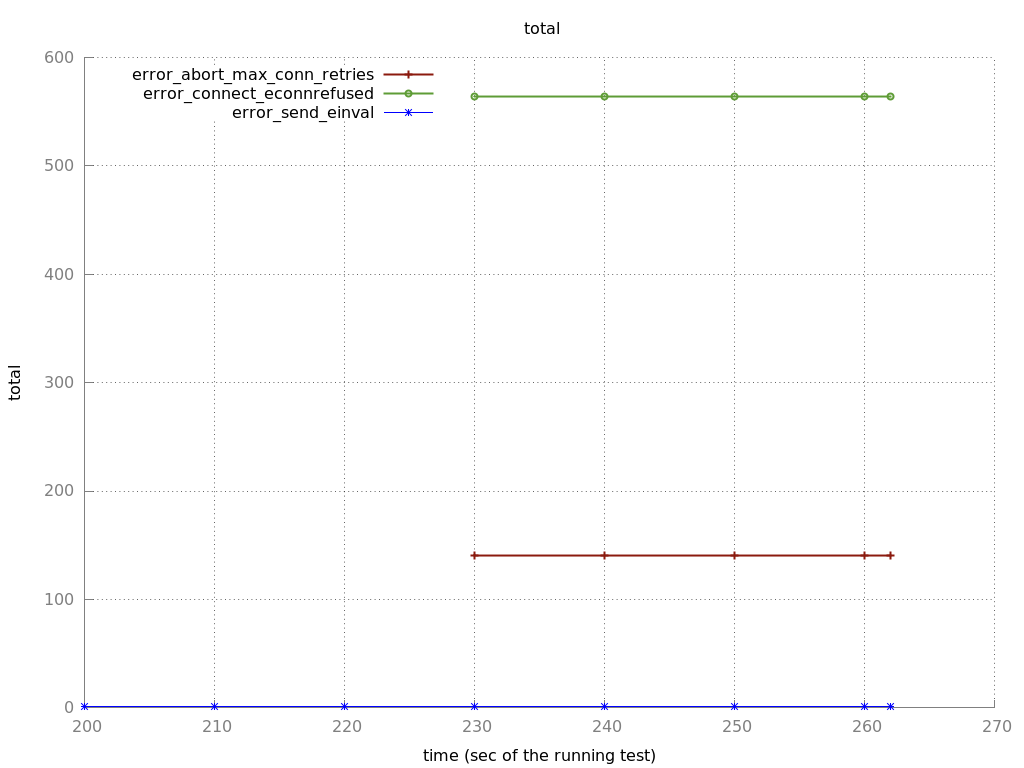 total
600
error_abort_max_conn_retries
error_connect_econnrefused
error_send_einval
500
400
300
200
100
0
total
200 210 220 230 240 250 260 270
time (sec of the running test)